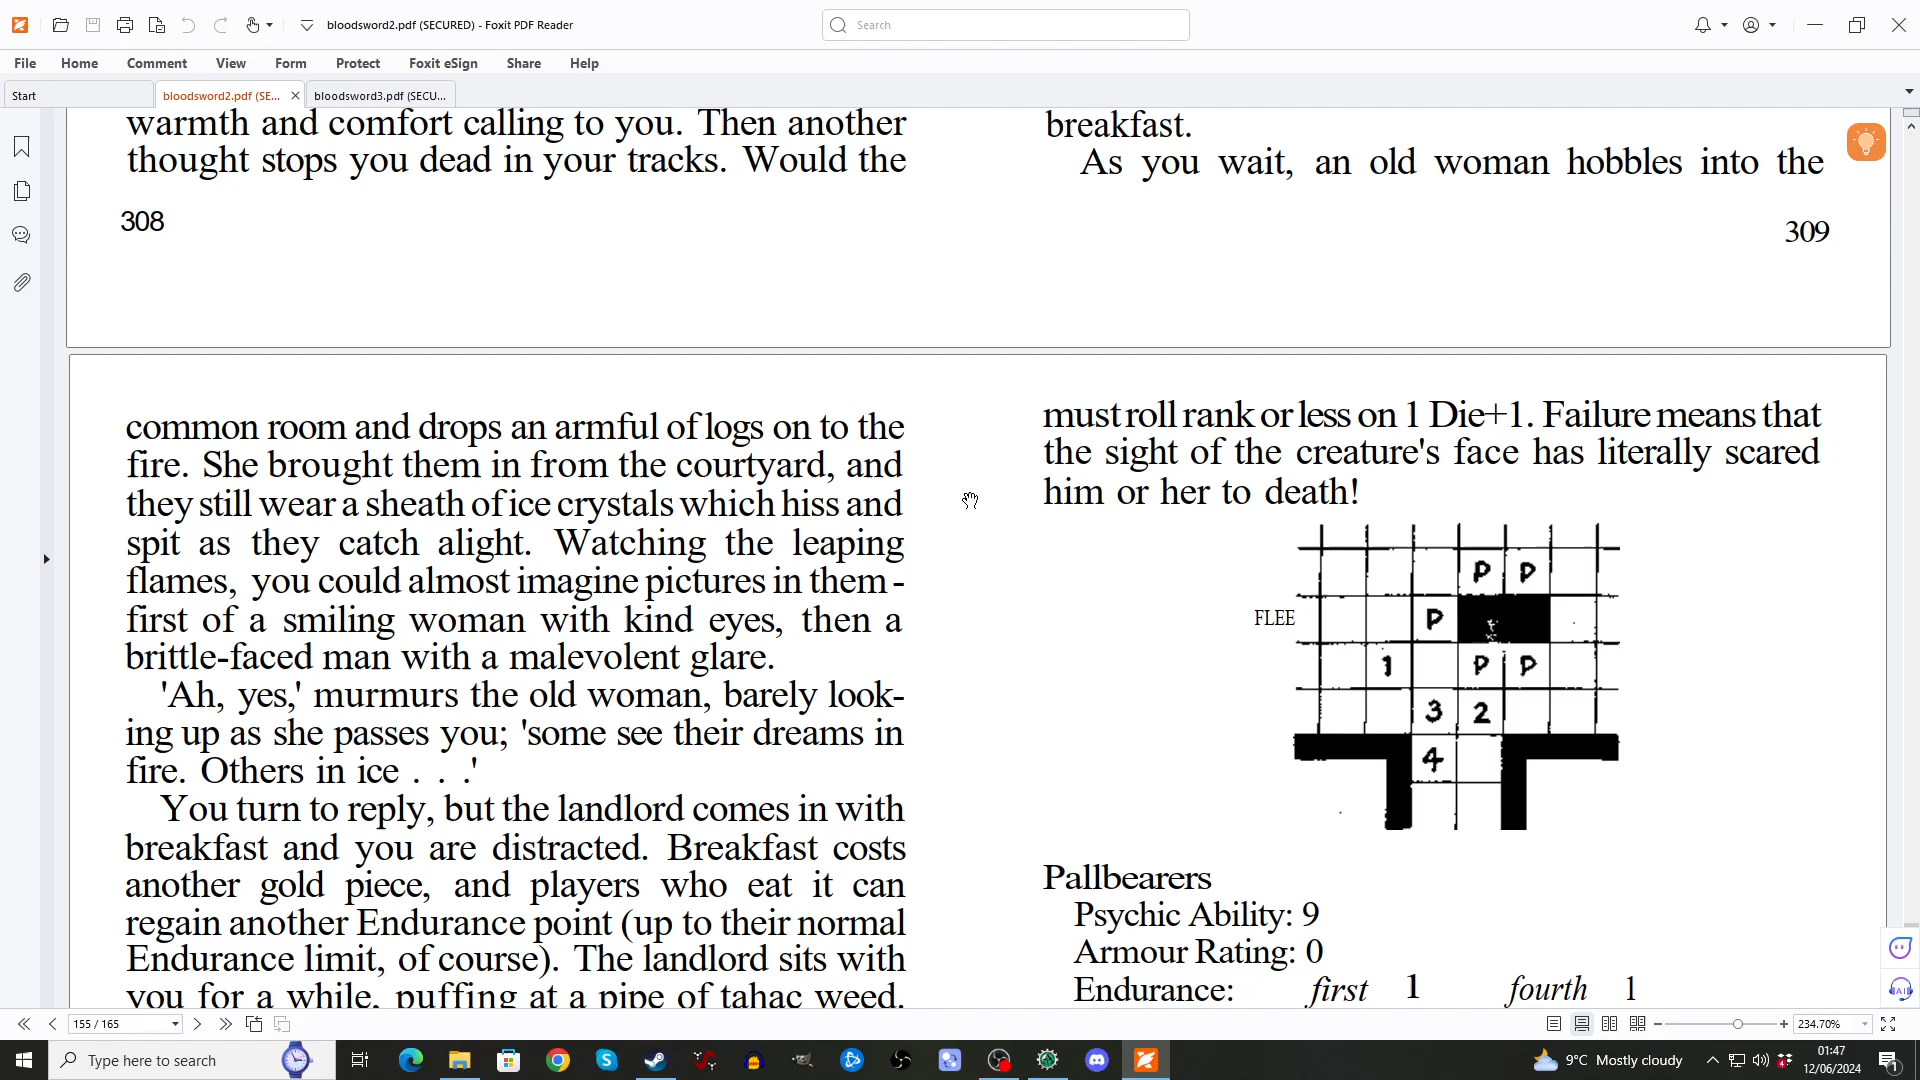 bloodsword2.pdf (SECURED) - Foxit PDF Reader
Search
File Home Comment View Form Protect Foxit eSign Share Help
Start
bloodsword2.pdf (SE...
bloodsword3.pdf (SECU...
warmth and comfort calling to you. Then another
thought stops you dead in your tracks. Would the
308
breakfast.
As you wait, an old woman hobbles into the
309
common room and drops an armful of logs on to the
fire. She brought them in from the courtyard, and
they still wear a sheath of ice crystals which hiss and
spit as they catch alight. Watching the leaping
flames, you could almost imagine pictures in them -
first of a smiling woman with kind eyes, then a
brittle-faced man with a malevolent glare.
'Ah, yes,' murmurs the old woman, barely look-
ing up as she passes you; 'some see their dreams in
fire. Others in ice . . .'
You turn to reply, but the landlord comes in with
breakfast and you are distracted. Breakfast costs
another gold piece, and players who eat it can
regain another Endurance point (up to their normal
Endurance limit, of course). The landlord sits with
you for a while, puffing at a pipe of tahac weed.
must roll rank or less on 1 Die+1. Failure means that
the sight of the creature's face has literally scared
him or her to death!
P P
FLEE P
1 P P
3 2
4
Pallbearers
Psychic Ability: 9
Armour Rating: 0
Endurance: first 1 fourth 1
155 / 165
234.70%
Type here to search
9°C Mostly cloudy
01:47
12/06/2024
1
AI